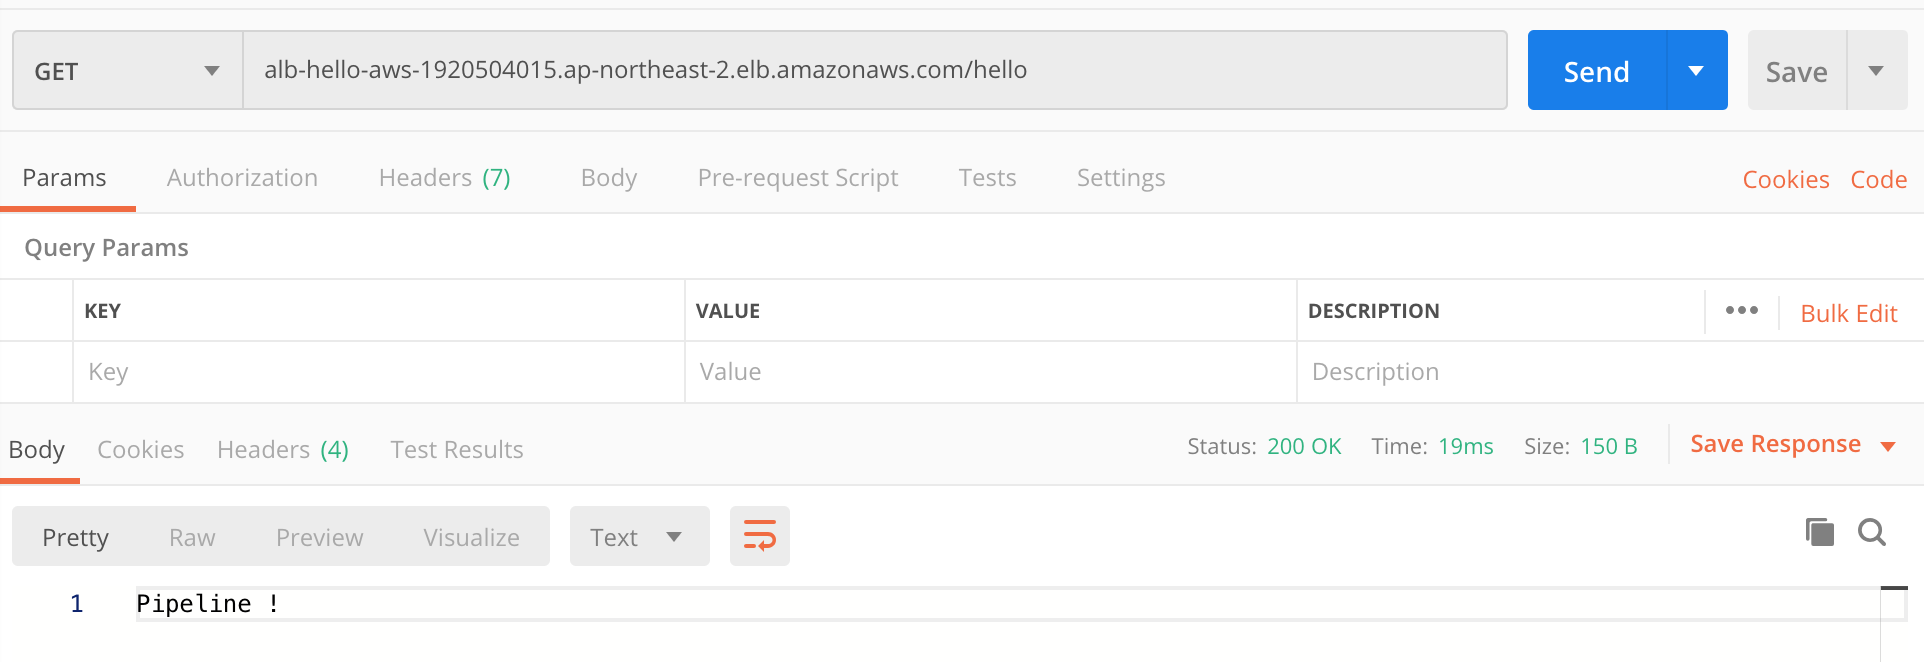 GET alb-hello-aws-1920504015.ap-northeast-2.elb.amazonaws.com/hello Send Save
Params Authorization Headers (7) Body Pre-request Script Tests Settings Cookies Code
Query Params
KEY VALUE DESCRIPTION ••• Bulk Edit
Key Value Description
Body Cookies Headers (4) Test Results Status: 200 OK Time: 19ms Size: 150 B Save Response
Pretty Raw Preview Visualize Text
1 Pipeline !